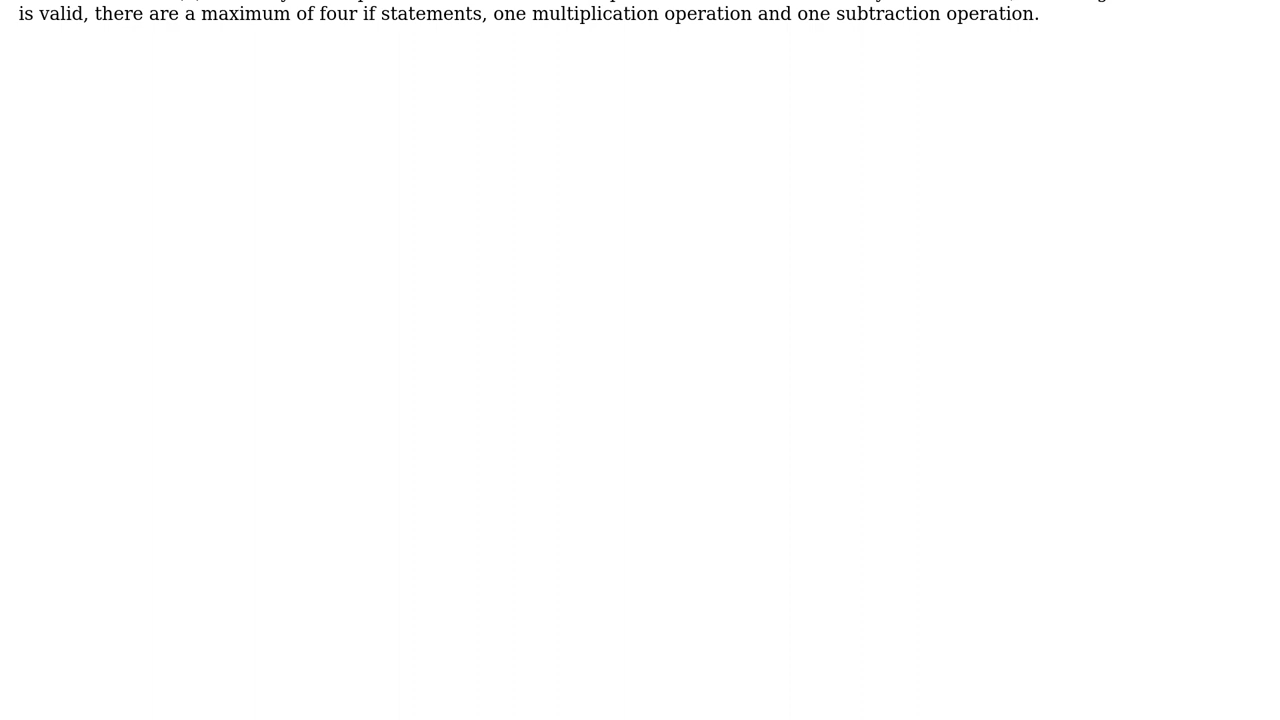 is valid, there are a maximum of four if statements, one multiplication operation and one subtraction operation.